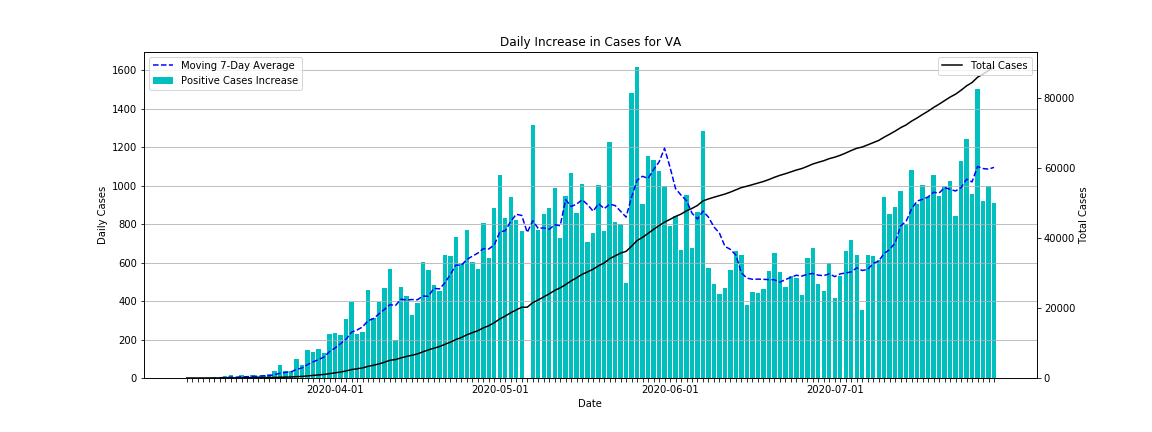 Daily Increase in Cases for VA
Moving 7-Day Average
Positive Cases Increase
Total Cases
1600
1400
1200
1000
800
600
400
200
0
Daily Cases
80000
60000
40000
20000
0
Total Cases
2020-04-01
2020-05-01
2020-06-01
2020-07-01
Date